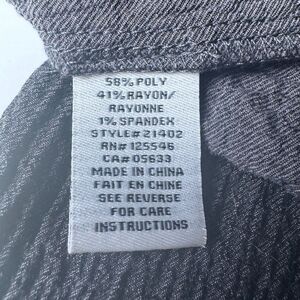 58% POLY
41% RAYON/
RAYONNE
1% SPANDEX
STYLE# 21402
RN# 125546
CA# 05633
MADE IN CHINA
FAIT EN CHINE
SEE REVERSE
FOR CARE
INSTRUCTIONS